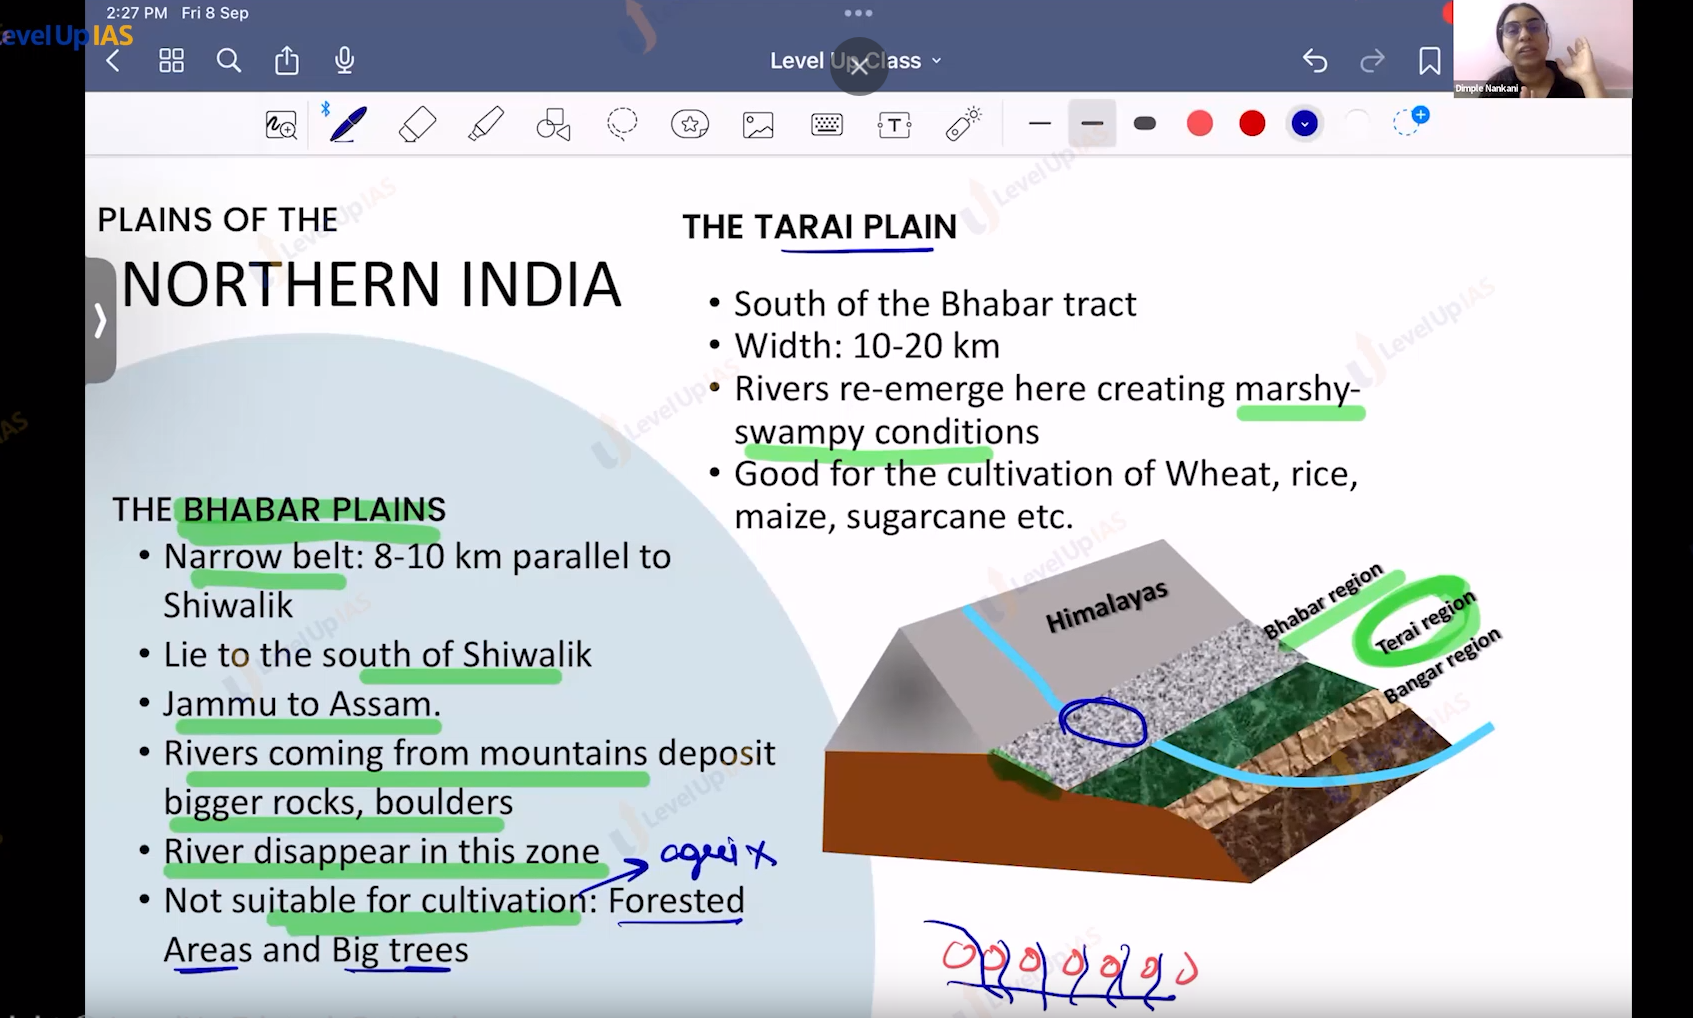 2:27 PM Fri 8 Sep
evelUpIAS
Level Up Class
Dimple Nankani
PLAINS OF THE
NORTHERN INDIA
THE BHABAR PLAINS
• Narrow belt: 8-10 km parallel to
Shiwalik
• Lie to the south of Shiwalik
• Jammu to Assam.
• Rivers coming from mountains deposit
bigger rocks, boulders
• River disappear in this zone
agri x
• Not suitable for cultivation: Forested
Areas and Big trees
THE TARAI PLAIN
• South of the Bhabar tract
• Width: 10-20 km
• Rivers re-emerge here creating marshy-
swampy conditions
• Good for the cultivation of Wheat, rice,
maize, sugarcane etc.
Himalayas
Bhabar region
Terai region
Bangar region
LevelUpIAS